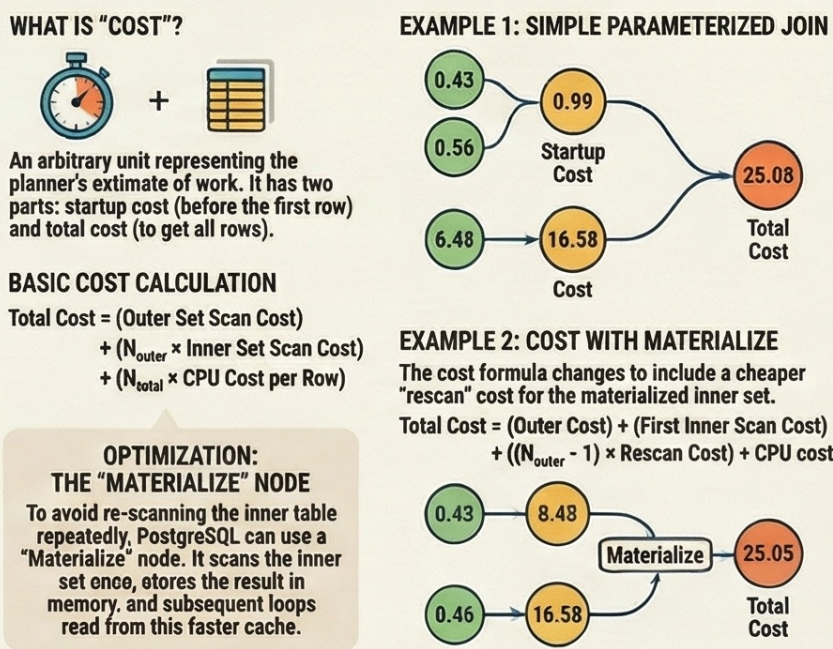 WHAT IS “COST”?
+
An arbitrary unit representing the
planner's extimate of work. It has two
parts: startup cost (before the first row)
and total cost (to get all rows).
BASIC COST CALCULATION
Total Cost = (Outer Set Scan Cost)
+ (Nouter × Inner Set Scan Cost)
+ (Ntotal × CPU Cost per Row)
OPTIMIZATION:
THE “MATERIALIZE” NODE
To avoid re-scanning the inner table
repeatedly, PostgreSQL can use a
“Materialize” node. It scans the inner
set once, stores the result in
memory. and subsequent loops
read from this faster cache.
EXAMPLE 1: SIMPLE PARAMETERIZED JOIN
0.43
0.56
0.99
Startup
Cost
6.48
16.58
Cost
25.08
Total
Cost
EXAMPLE 2: COST WITH MATERIALIZE
The cost formula changes to include a cheaper
“rescan” cost for the materialized inner set.
Total Cost = (Outer Cost) + (First Inner Scan Cost)
+ ((Nouter - 1) × Rescan Cost) + CPU cost
0.43
8.48
0.46
16.58
Materialize
25.05
Total
Cost